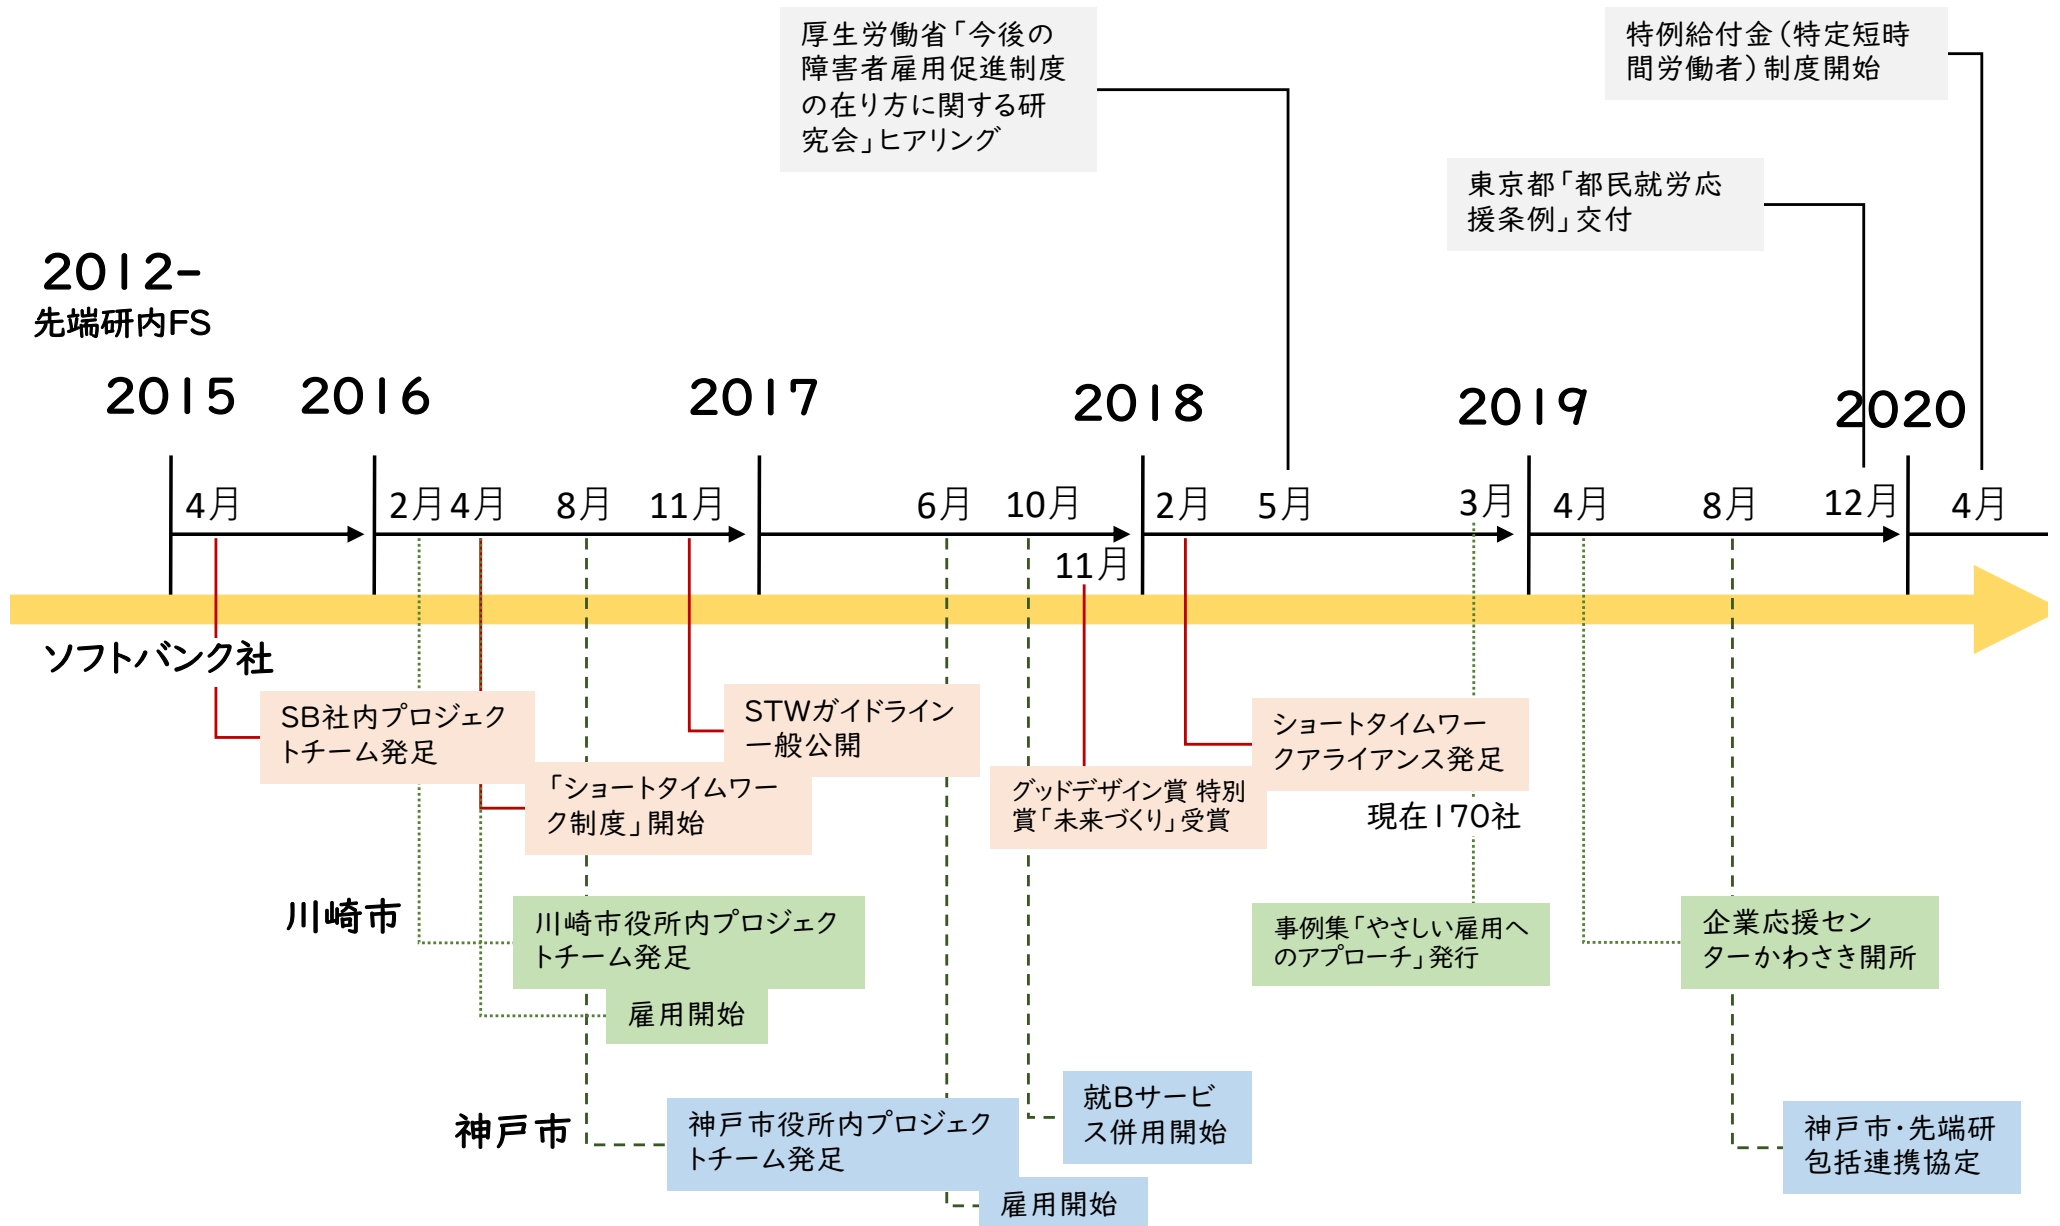 厚生労働省「今後の
障害者雇用促進制度
の在り方に関する研
究会」ヒアリング
特例給付金（特定短時
間労働者）制度開始
東京都「都民就労応
援条例」交付
2012-
先端研内FS
2015
2016
2017
2018
2019
2020
4月
2月
4月
8月
11月
6月
10月
11月
2月
5月
3月
4月
8月
12月
4月
ソフトバンク社
SB社内プロジェク
トチーム発足
「ショートタイムワー
ク制度」開始
STWガイドライン
一般公開
グッドデザイン賞 特別
賞「未来づくり」受賞
ショートタイムワー
クアライアンス発足
現在170社
川崎市
川崎市役所内プロジェク
トチーム発足
雇用開始
事例集「やさしい雇用へ
のアプローチ」発行
企業応援セン
ターかわさき開所
神戸市
神戸市役所内プロジェク
トチーム発足
雇用開始
就Bサービ
ス併用開始
神戸市・先端研
包括連携協定